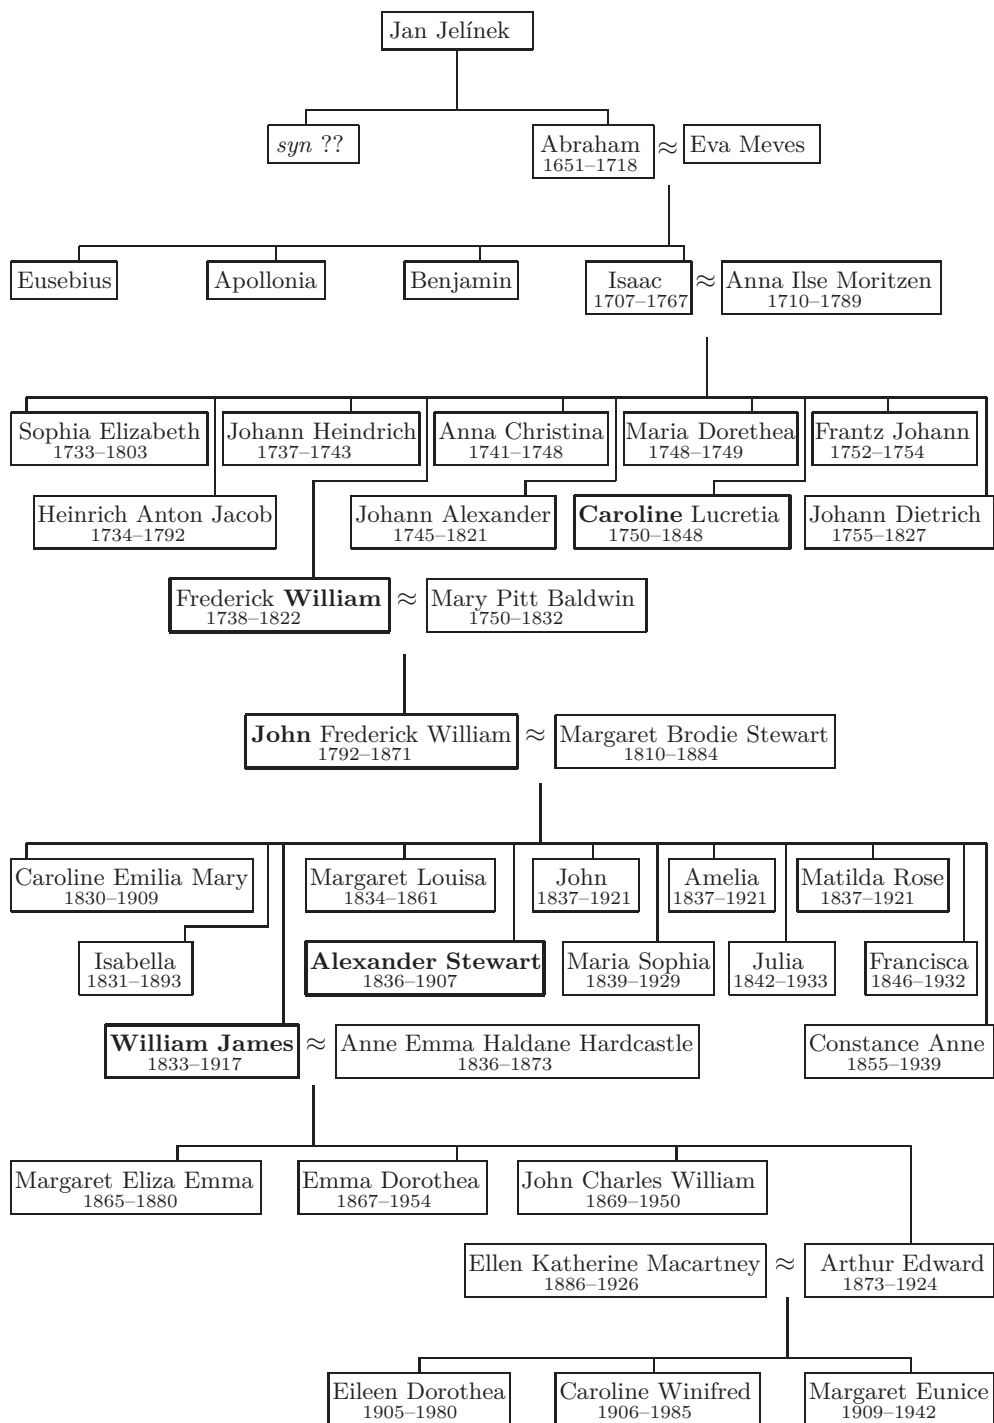 Jan Jelínek
syn ??
Abraham ≈ Eva Meves
1651–1718
Eusebius Apollonia Benjamin Isaac ≈ Anna Ilse Moritzen
1707–1767 1710–1789
Sophia Elizabeth Johann Heindrich Anna Christina Maria Dorethea Frantz Johann
1733–1803 1737–1743 1741–1748 1748–1749 1752–1754
Heinrich Anton Jacob Johann Alexander Caroline Lucretia Johann Dietrich
1734–1792 1745–1821 1750–1848 1755–1827
Frederick William ≈ Mary Pitt Baldwin
1738–1822 1750–1832
John Frederick William ≈ Margaret Brodie Stewart
1792–1871 1810–1884
Caroline Emilia Mary Margaret Louisa John Amelia Matilda Rose
1830–1909 1834–1861 1837–1921 1837–1921 1837–1921
Isabella Alexander Stewart Maria Sophia Julia Francisca
1831–1893 1836–1907 1839–1929 1842–1933 1846–1932
William James ≈ Anne Emma Haldane Hardcastle Constance Anne
1833–1917 1836–1873 1855–1939
Margaret Eliza Emma Emma Dorothea John Charles William
1865–1880 1867–1954 1869–1950
Ellen Katherine Macartney ≈ Arthur Edward
1886–1926 1873–1924
Eileen Dorothea Caroline Winifred Margaret Eunice
1905–1980 1906–1985 1909–1942